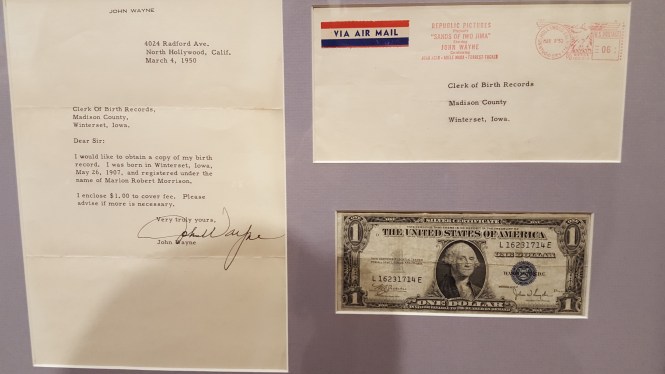 JOHN WAYNE
4024 Radford Ave.
North Hollywood, Calif.
March 4, 1950
Clerk Of Birth Records,
Madison County,
Winterset, Iowa.
Dear Sir:
I would like to obtain a copy of my birth
record. I was born in Winterset, Iowa,
May 26, 1907, and registered under the
name of Marion Robert Morrison.
I enclose $1.00 to cover fee. Please
advise if more is necessary.
Very truly yours,
John Wayne
John Wayne
VIA AIR MAIL
REPUBLIC PICTURES
"SANDS OF IWO JIMA"
JOHN WAYNE
Clerk of Birth Records
Madison County
Winterset, Iowa.
SILVER CERTIFICATE
THE UNITED STATES OF AMERICA
L 16231714 E
ONE DOLLAR
L 16231714 E
WASHINGTON
ONE DOLLAR
1
1
1
1